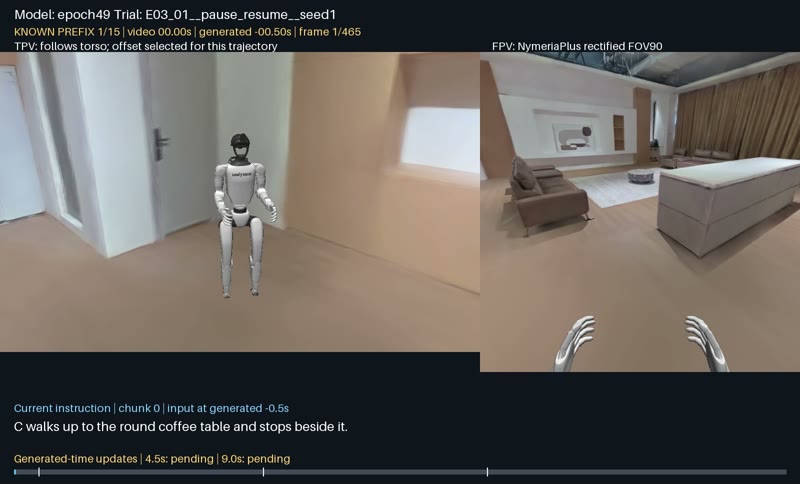 Model: epoch49 Trial: E03_01__pause_resume__seed1
KNOWN PREFIX 1/15 | video 00.00s | generated -00.50s | frame 1/465
TPV: follows torso; offset selected for this trajectory
FPV: NymeriaPlus rectified FOV90
Current instruction | chunk 0 | input at generated -0.5s
C walks up to the round coffee table and stops beside it.
Generated-time updates | 4.5s: pending | 9.0s: pending